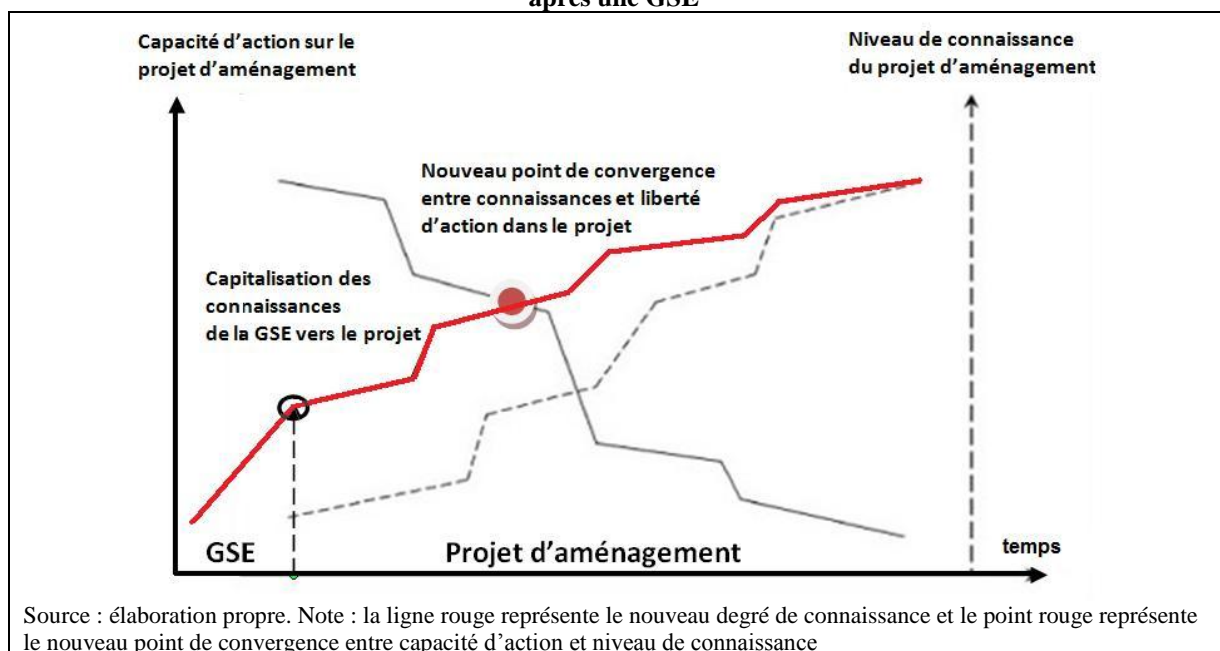 après une GSE
Capacité d’action sur le
projet d’aménagement
Niveau de connaissance
du projet d’aménagement
Nouveau point de convergence
entre connaissances et liberté
d’action dans le projet
Capitalisation des
connaissances
de la GSE vers le projet
GSE
Projet d’aménagement
temps
Source : élaboration propre. Note : la ligne rouge représente le nouveau degré de connaissance et le point rouge représente
le nouveau point de convergence entre capacité d’action et niveau de connaissance